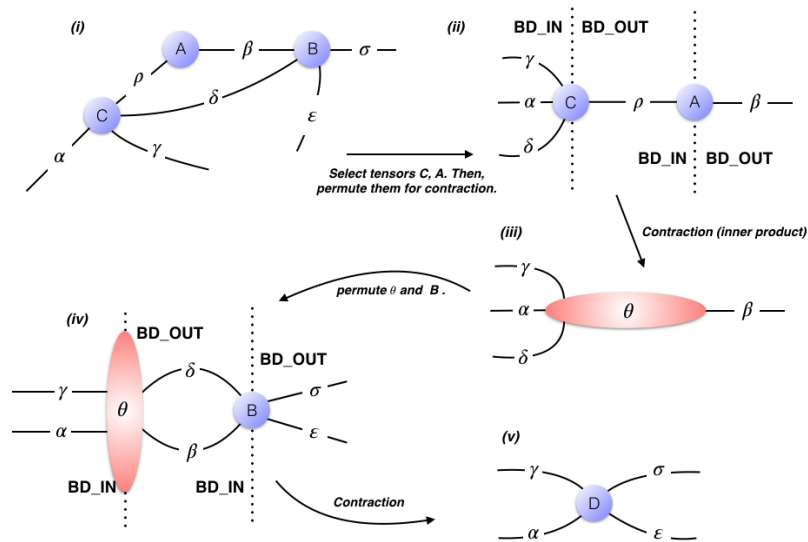 (i)
A
β
B
σ
ρ
δ
C
ε
α
γ
Select tensors C, A. Then,
permute them for contraction.
(ii)
BD_IN
BD_OUT
γ
α
C
ρ
A
β
δ
BD_IN
BD_OUT
Contraction (inner product)
(iii)
γ
α
θ
β
δ
permute θ and B .
(iv)
BD_OUT
BD_OUT
δ
γ
σ
θ
B
α
ε
β
BD_IN
BD_IN
Contraction
(v)
γ
σ
D
α
ε